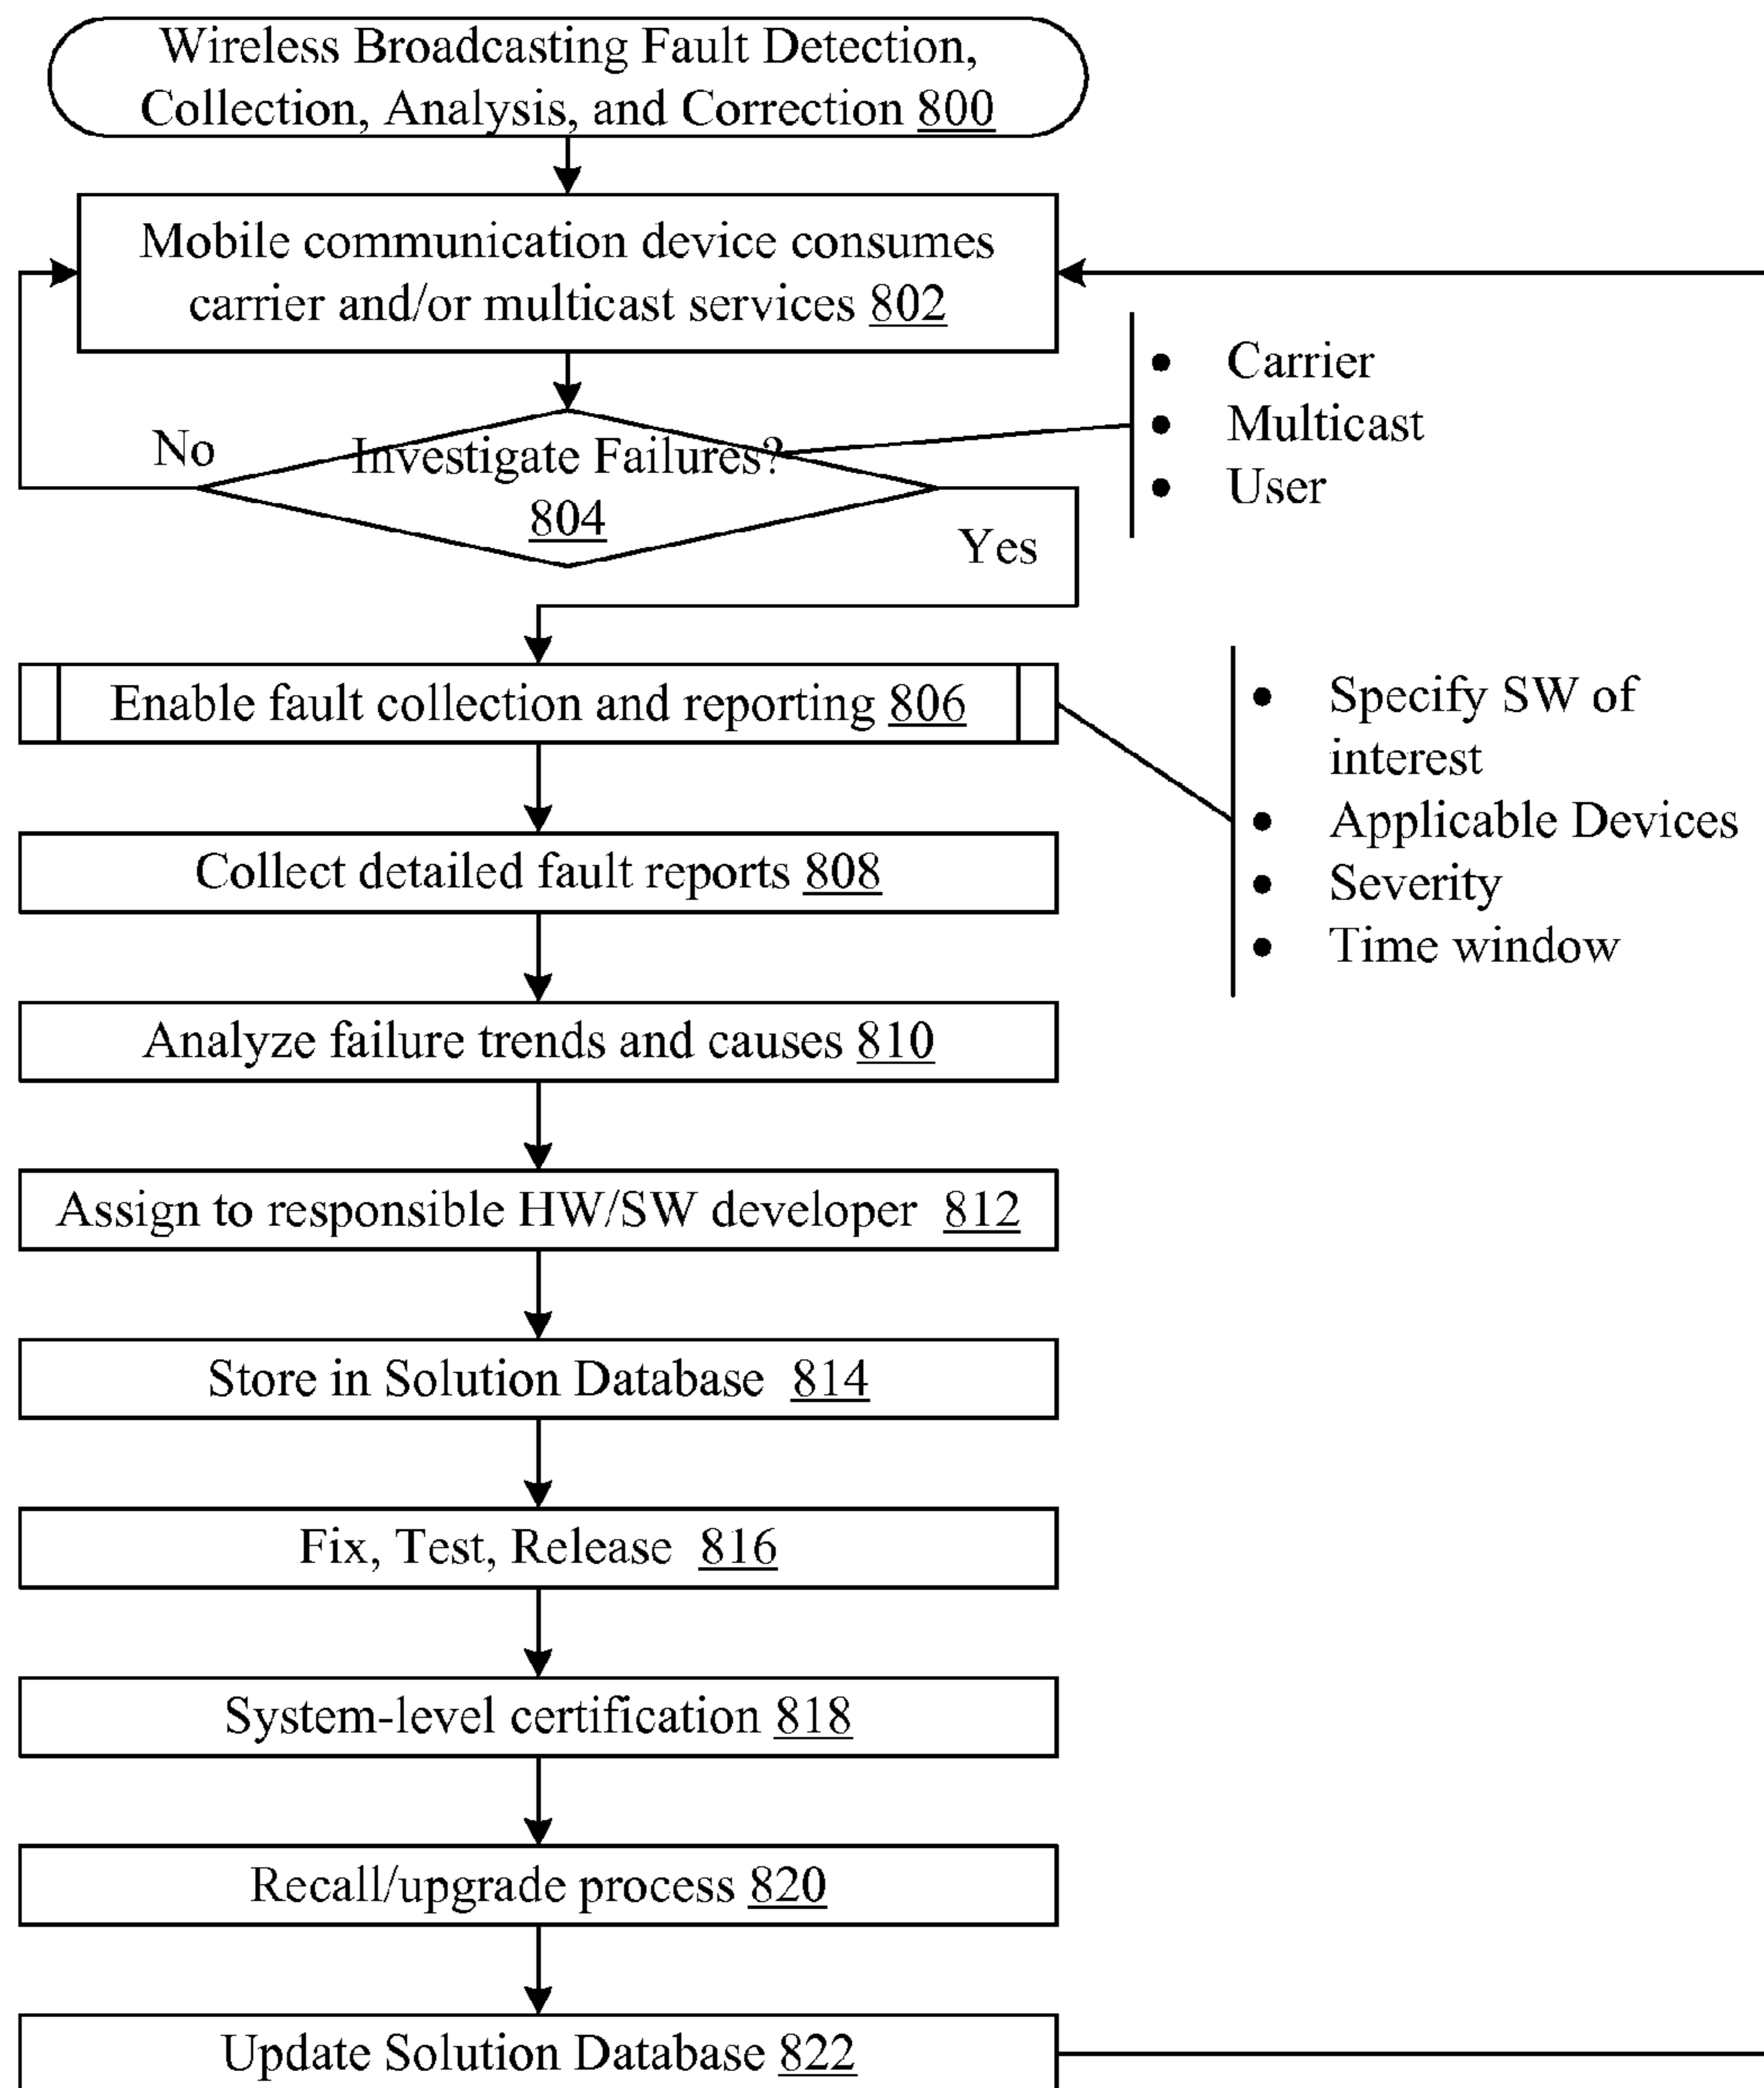 Wireless Broadcasting Fault Detection,
Collection, Analysis, and Correction 800
Mobile communication device consumes
carrier and/or multicast services 802
• Carrier
• Multicast
• User
No
Investigate Failures?
804
Yes
Enable fault collection and reporting 806
• Specify SW of
interest
• Applicable Devices
• Severity
• Time window
Collect detailed fault reports 808
Analyze failure trends and causes 810
Assign to responsible HW/SW developer 812
Store in Solution Database 814
Fix, Test, Release 816
System-level certification 818
Recall/upgrade process 820
Update Solution Database 822